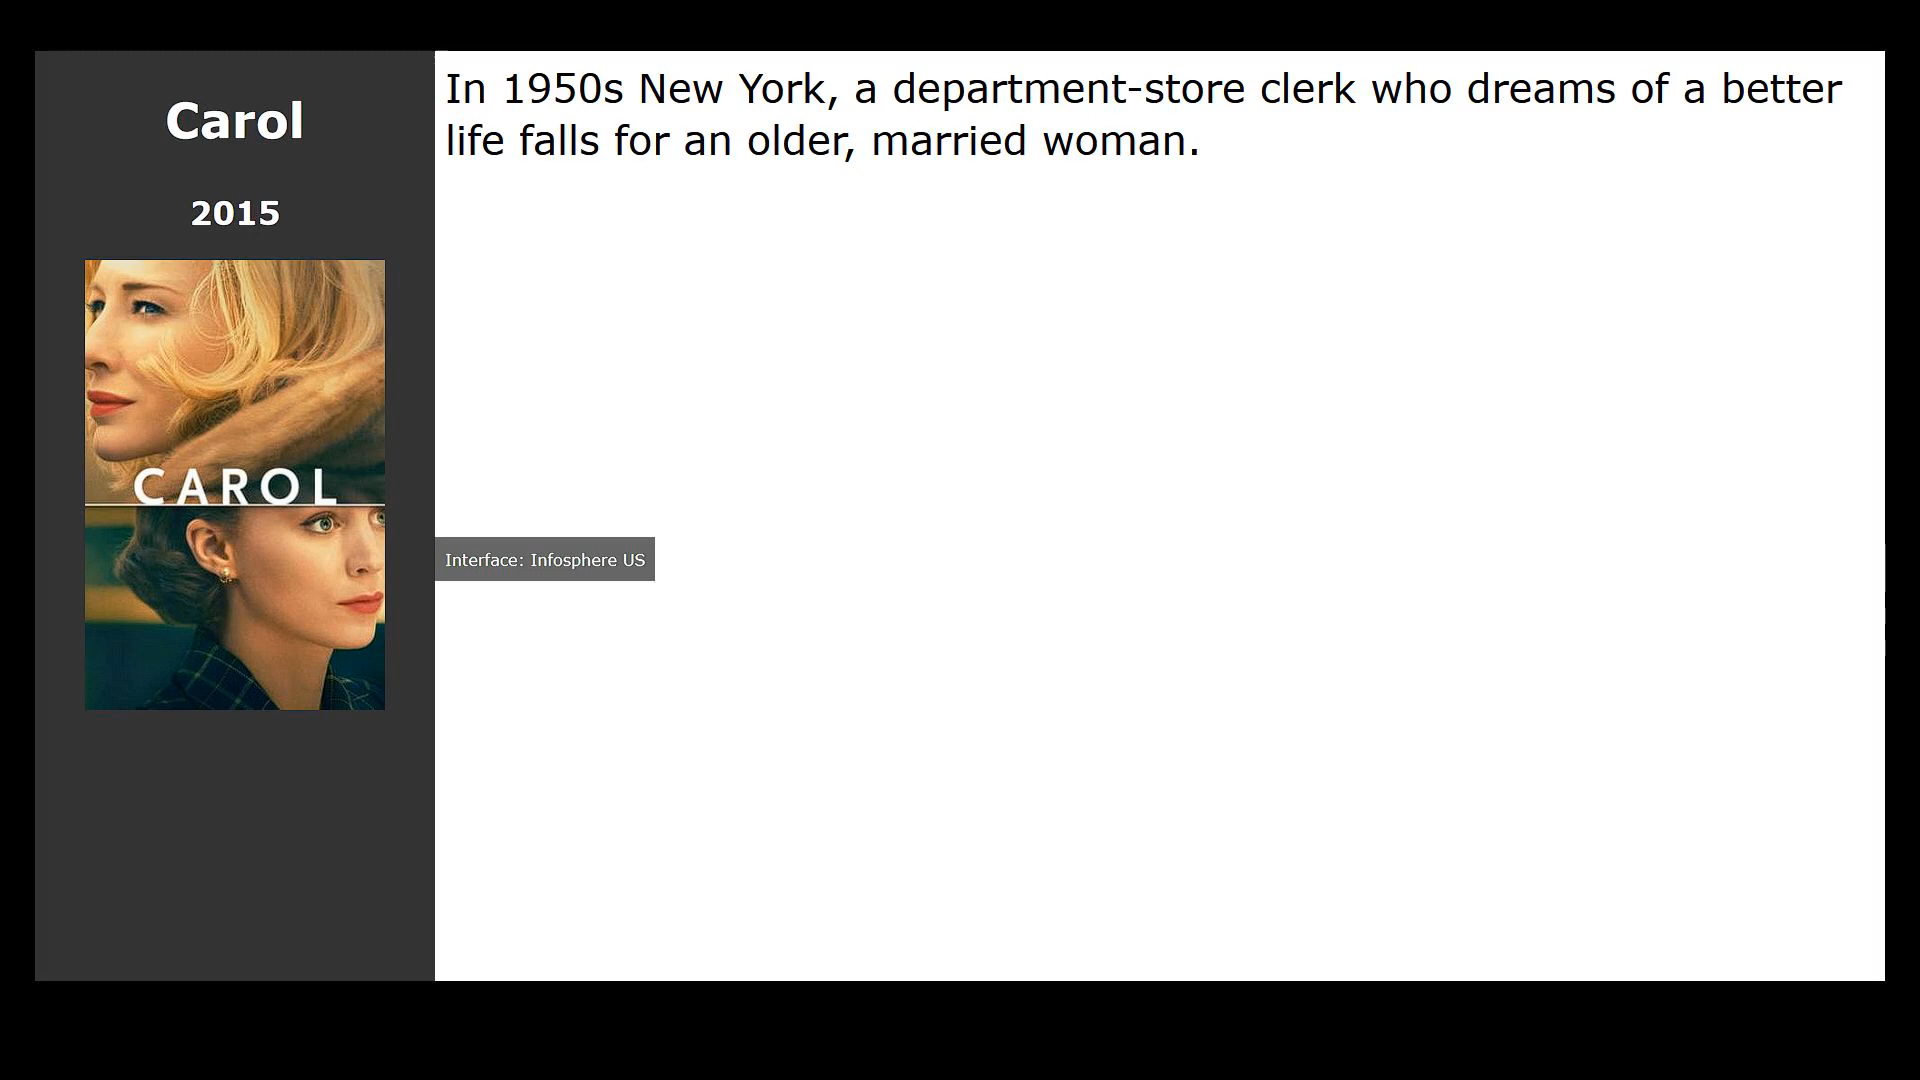 Carol
2015
CAROL
In 1950s New York, a department-store clerk who dreams of a better
life falls for an older, married woman.
Interface: Infosphere US